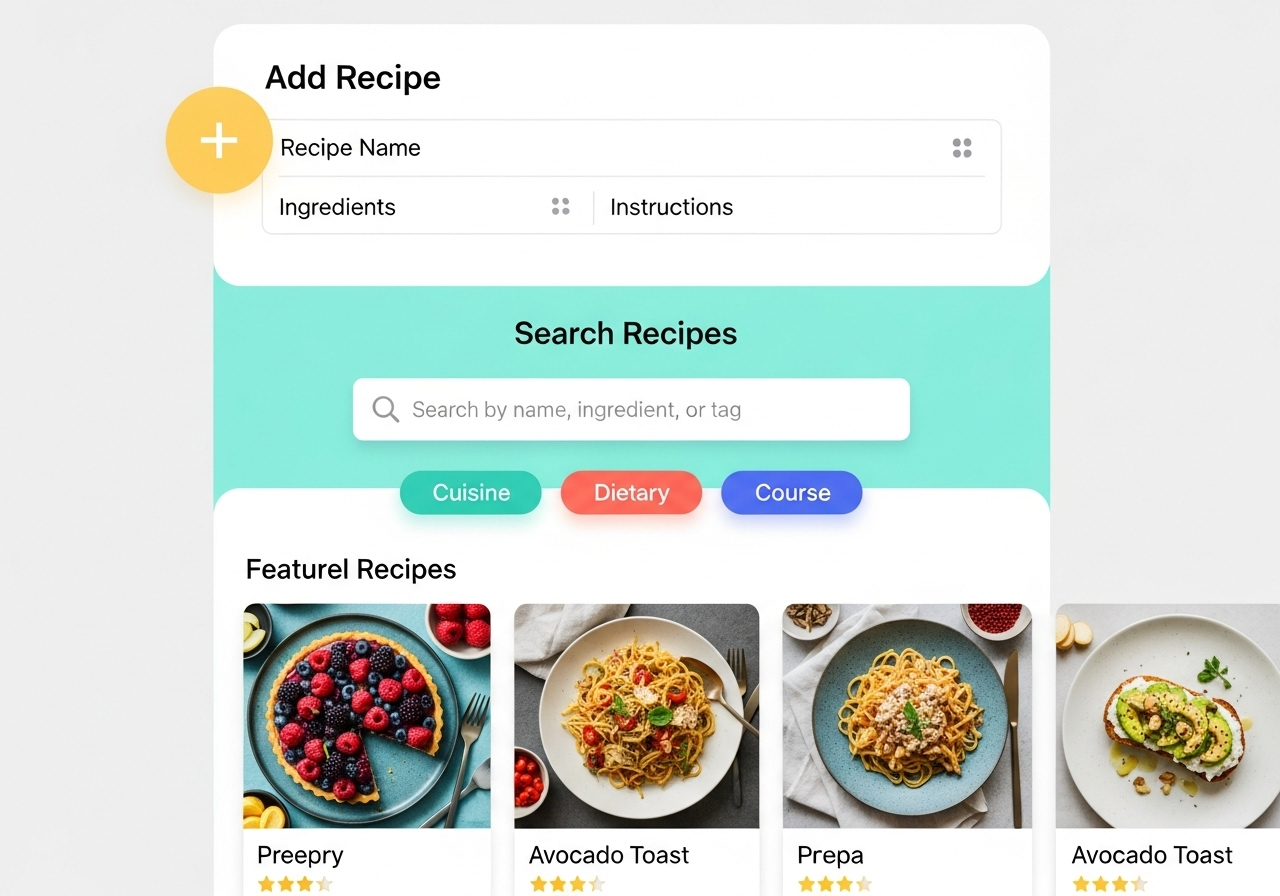 Add Recipe
Recipe Name
Ingredients
Instructions
Search Recipes
Search by name, ingredient, or tag
Cuisine
Dietary
Course
Featurel Recipes
Preepry
Avocado Toast
Prepa
Avocado Toast